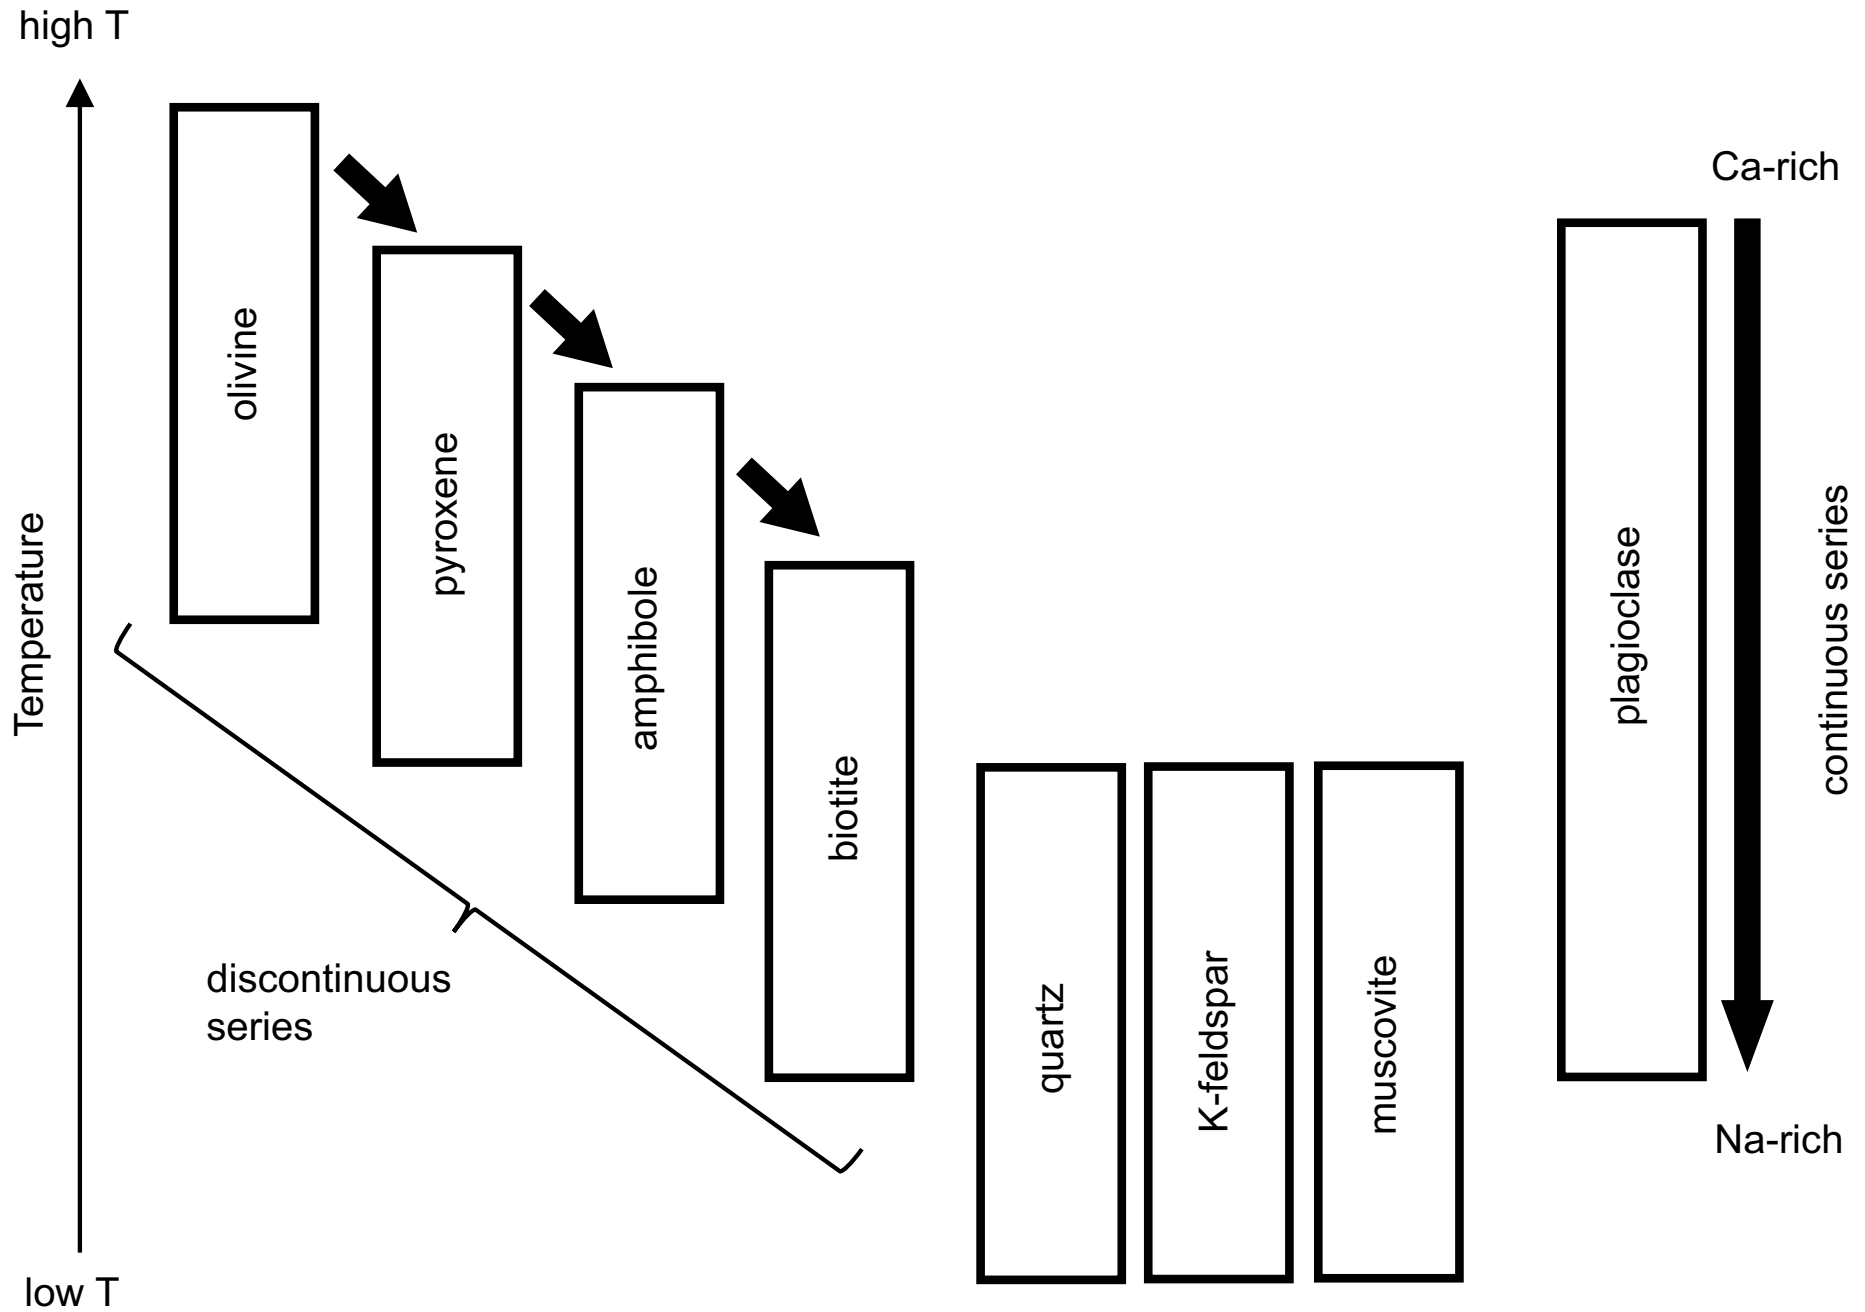 high T
Ca-rich
olivine
pyroxene
amphibole
biotite
quartz
K-feldspar
muscovite
plagioclase
continuous series
Temperature
discontinuous
series
Na-rich
low T